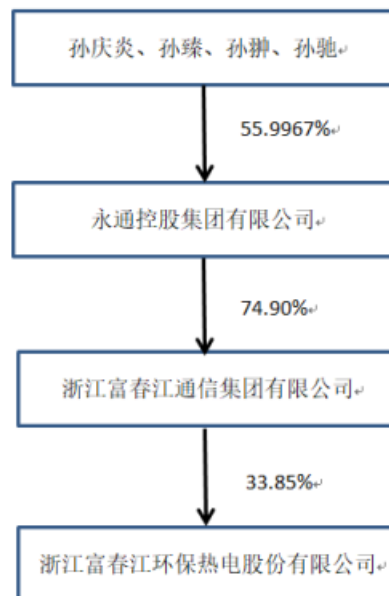 孙庆炎、孙臻、孙翀、孙驰
55.9967%
永通控股集团有限公司
74.90%
浙江富春江通信集团有限公司
33.85%
浙江富春江环保热电股份有限公司